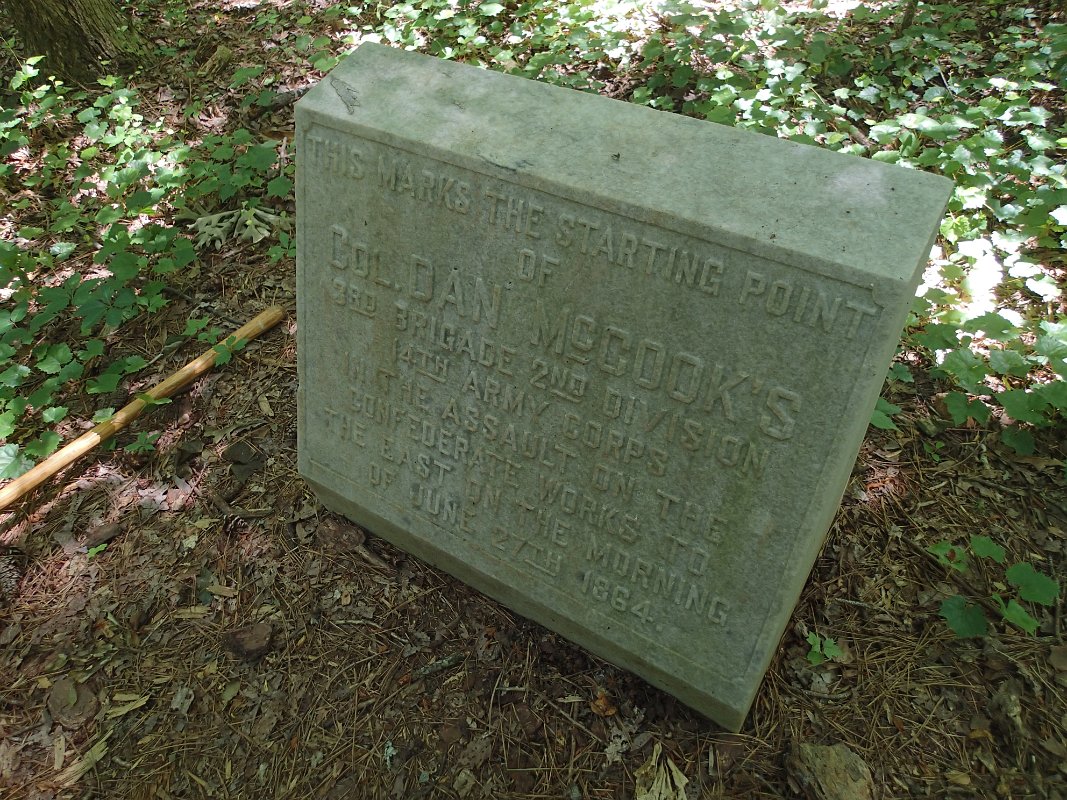 THIS MARKS THE STARTING POINT
OF
COL. DAN MCCOOK'S
3RD BRIGADE 2ND DIVISION
14TH ARMY CORPS
IN THE ASSAULT ON THE
CONFEDERATE WORKS TO
THE EAST ON THE MORNING
OF JUNE 27TH 1864.